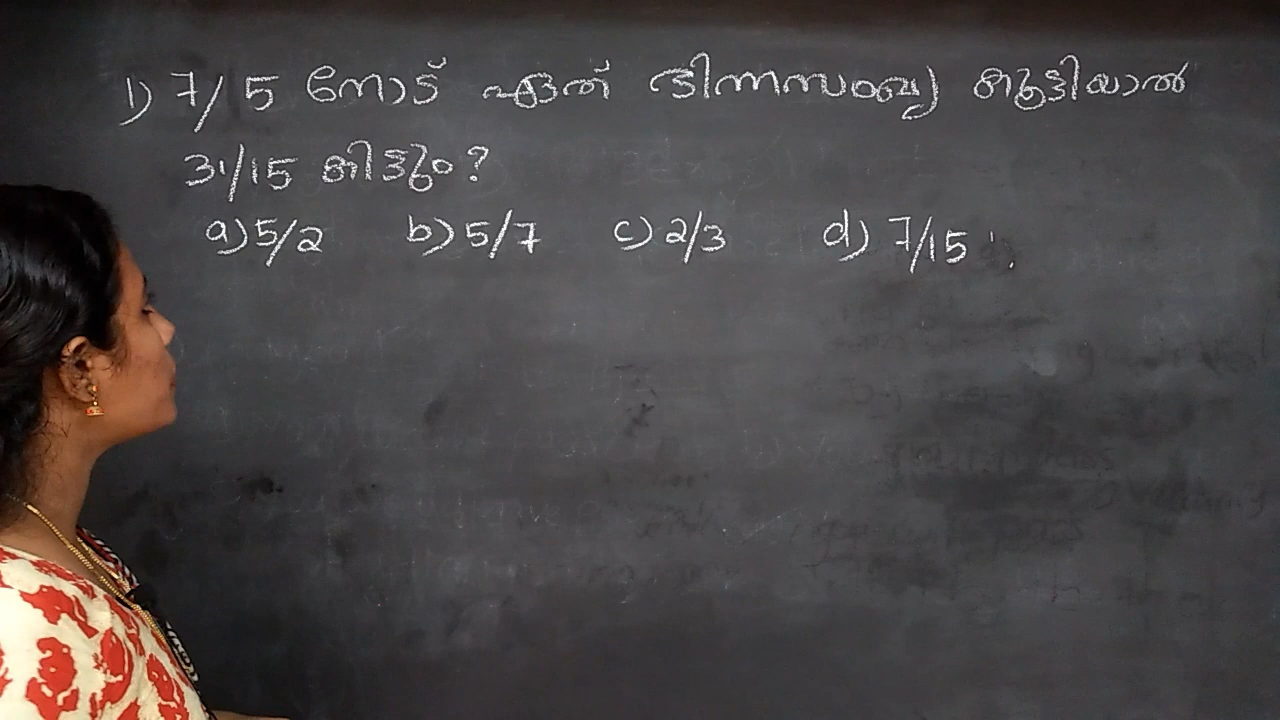 1) 7/5 നോട് ഏത് ഭിന്നസംഖ്യ കൂട്ടിയാൽ
31/15 കിട്ടും?
a) 5/2 b) 5/7 c) 2/3 d) 7/15